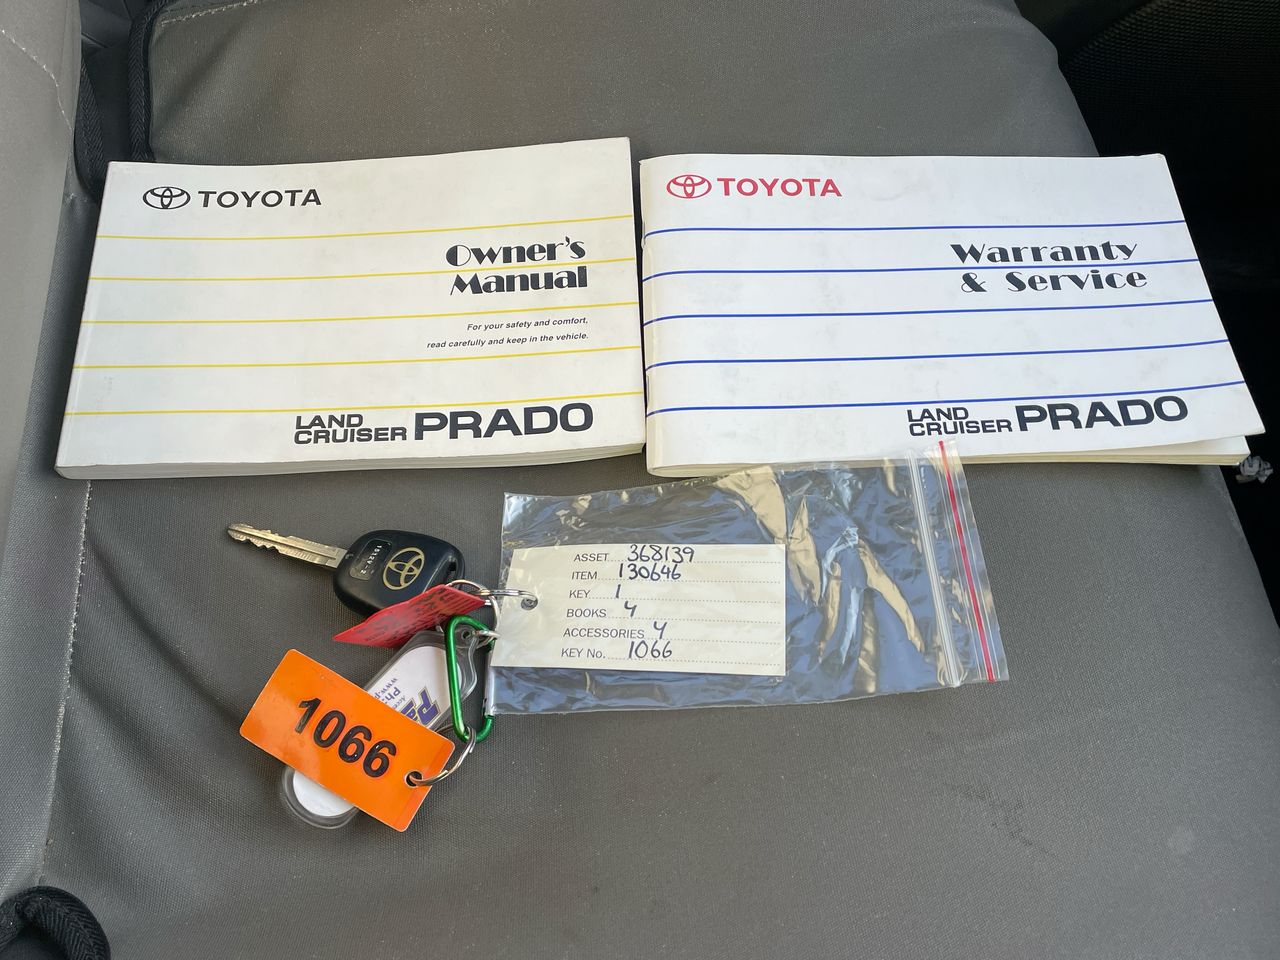 TOYOTA
Owner's
Manual
For your safety and comfort,
read carefully and keep in the vehicle.
LAND
CRUISER PRADO
TOYOTA
Warranty
& Service
LAND
CRUISER PRADO
ASSET 368139
ITEM 130646
KEY 1
BOOKS 4
ACCESSORIES 4
KEY No. 1066
1066